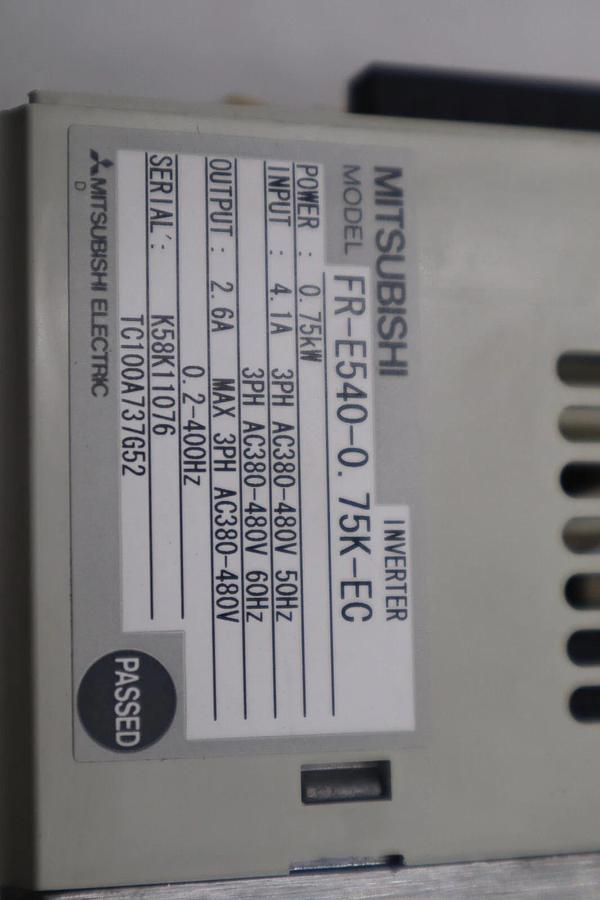 MITSUBISHI
INVERTER
MODEL FR-E540-0.75K-EC
POWER : 0.75kW
INPUT : 4.1A 3PH AC380-480V 50Hz
3PH AC380-480V 60Hz
OUTPUT : 2.6A MAX 3PH AC380-480V
0.2-400Hz
SERIAL : K58K11076
TC100A737G52
MITSUBISHI ELECTRIC
D
PASSED